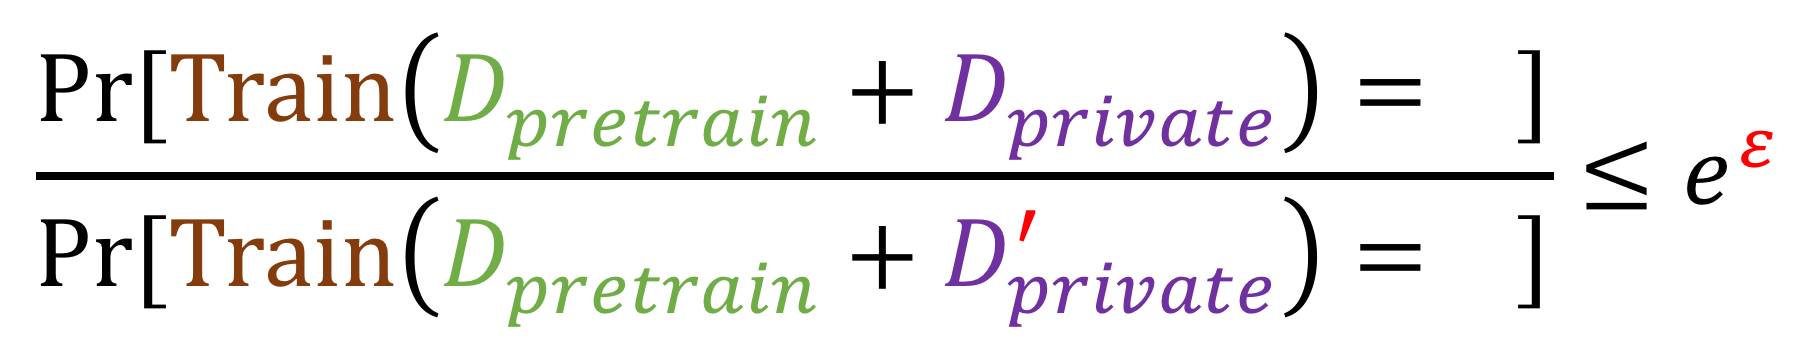 Pr[Train(D_pretrain + D_private) = ]
≤ e^ε
Pr[Train(D_pretrain + D'_private) = ]